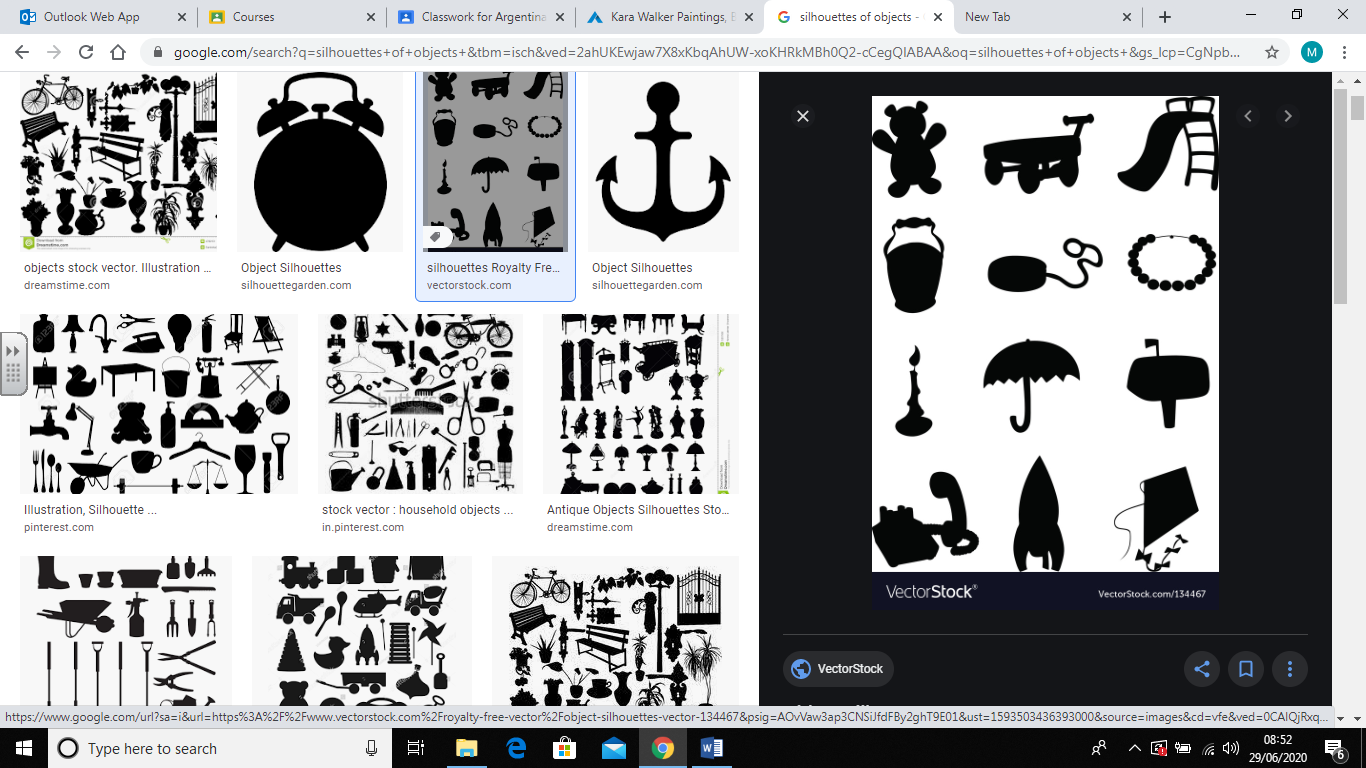 Outlook Web App
Courses
Classwork for Argentina
Kara Walker Paintings, B
silhouettes of objects -
New Tab
google.com/search?q=silhouettes+of+objects+&tbm=isch&ved=2ahUKEwjaw7X8xKbqAhUW-xoKHRkMBh0Q2-cCegQIABAA&oq=silhouettes+of+objects+&gs_lcp=CgNpb...
M
objects stock vector. Illustration ...
dreamstime.com
Object Silhouettes
silhouettegarden.com
silhouettes Royalty Fre...
vectorstock.com
Object Silhouettes
silhouettegarden.com
Illustration, Silhouette ...
pinterest.com
shutterstock
stock vector : household objects ...
in.pinterest.com
Antique Objects Silhouettes Sto...
dreamstime.com
VectorStock®
VectorStock.com/134467
VectorStock
https://www.google.com/url?sa=i&url=https%3A%2F%2Fwww.vectorstock.com%2Froyalty-free-vector%2Fobject-silhouettes-vector-134467&psig=AOvVaw3ap3CNSiJfdFBy2ghT9E01&ust=1593503436393000&source=images&cd=vfe&ved=0CAIQjRxq...
Type here to search
08:52
29/06/2020
6